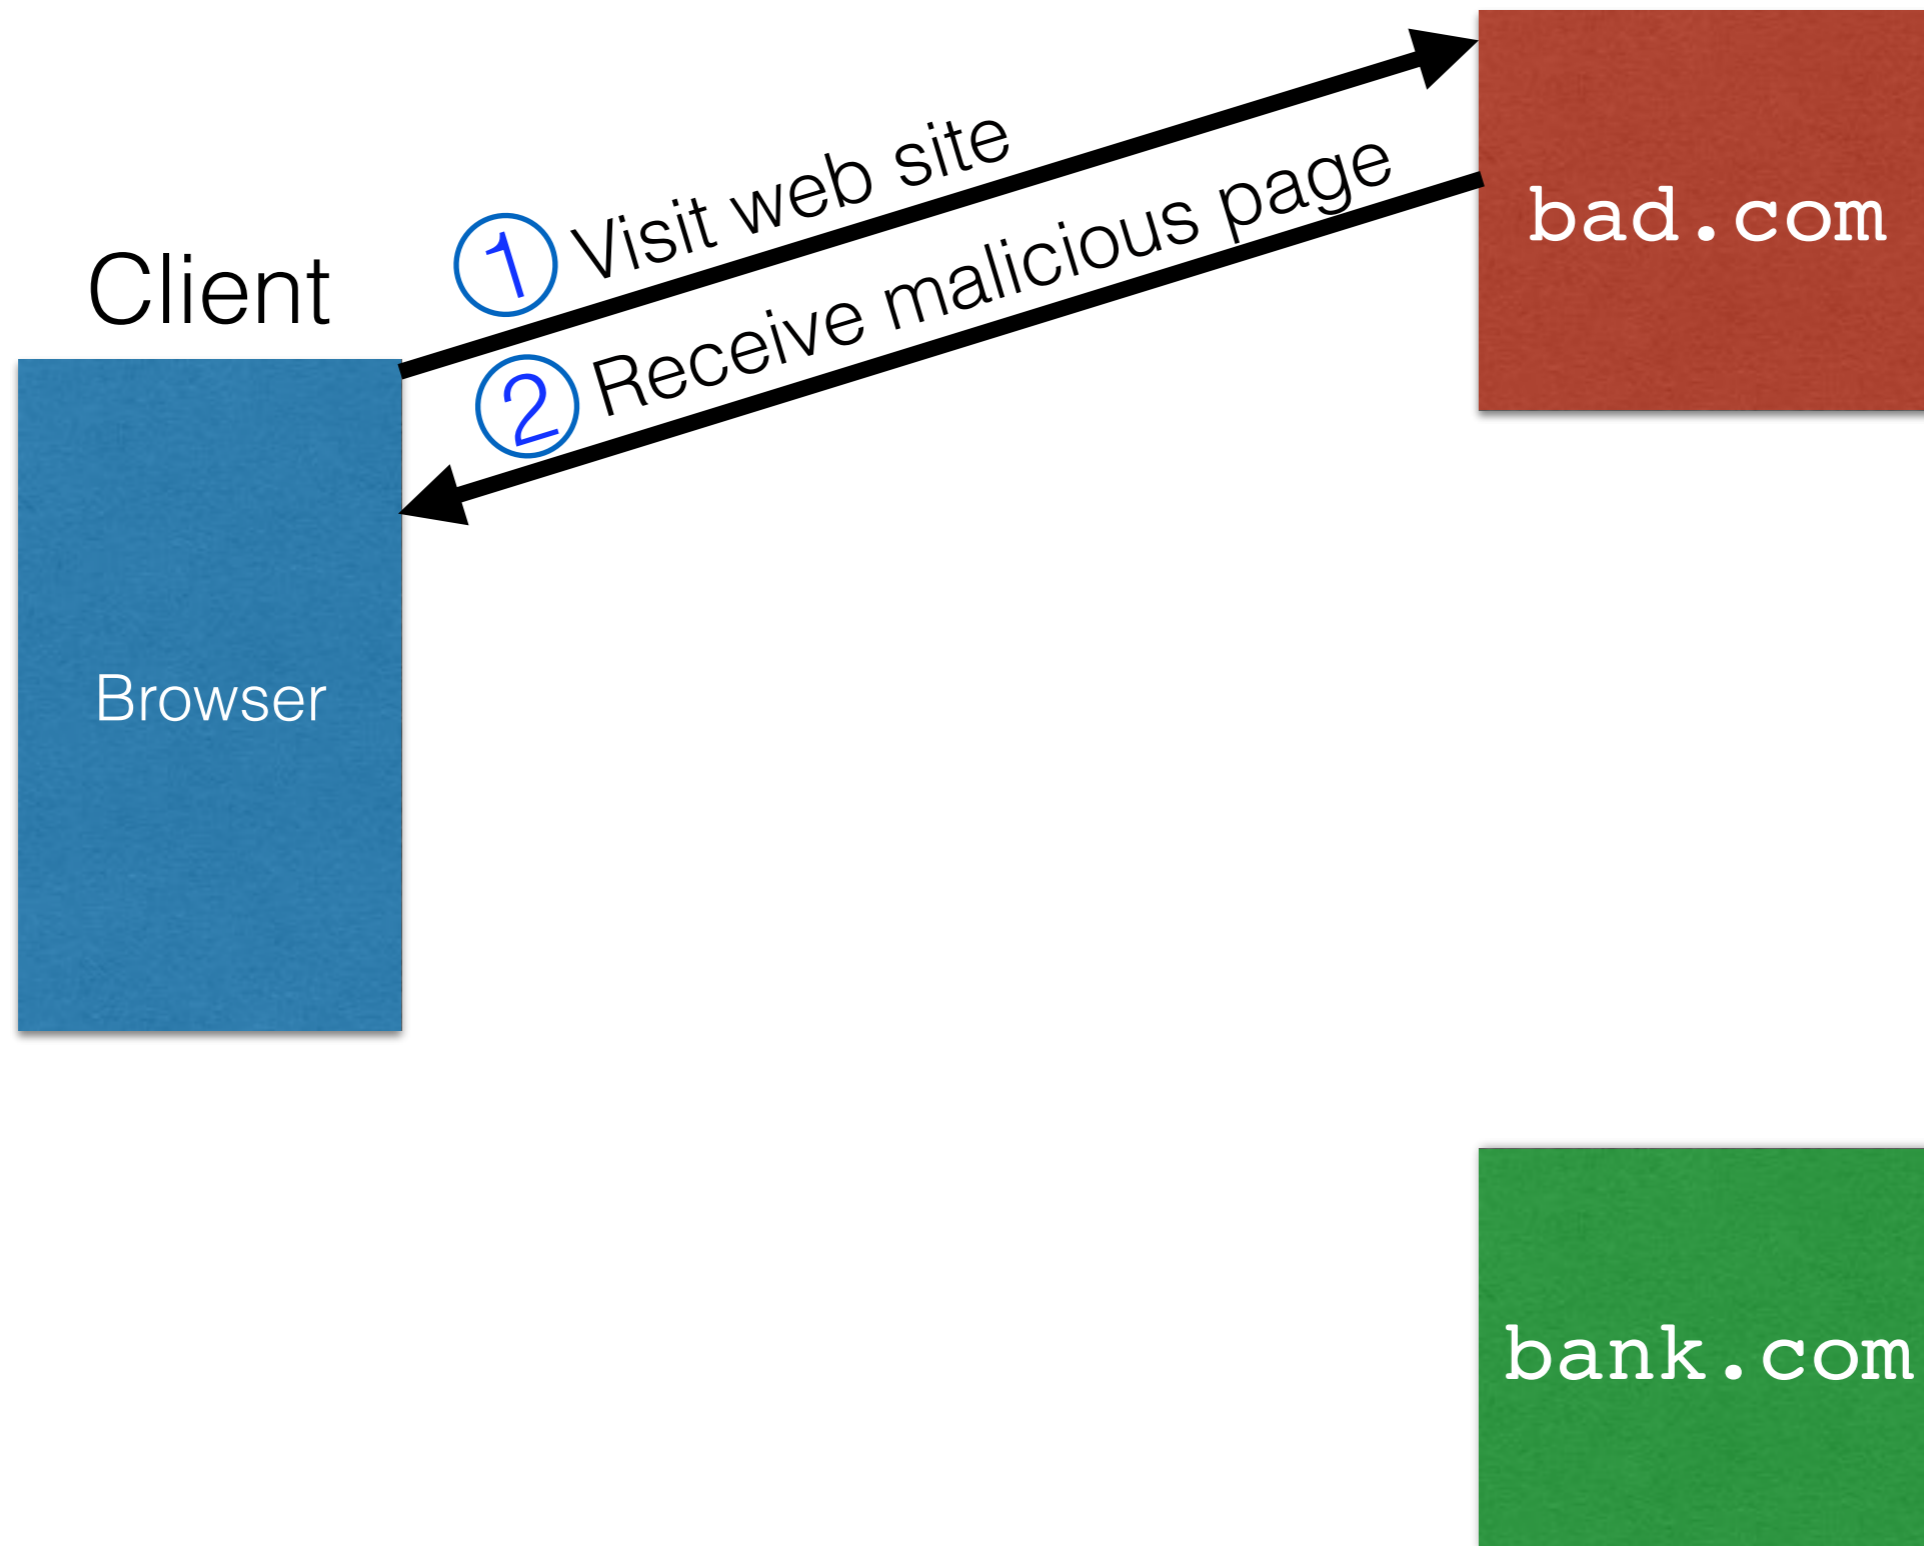 bad.com
① Visit web site
② Receive malicious page
Client
Browser
bank.com